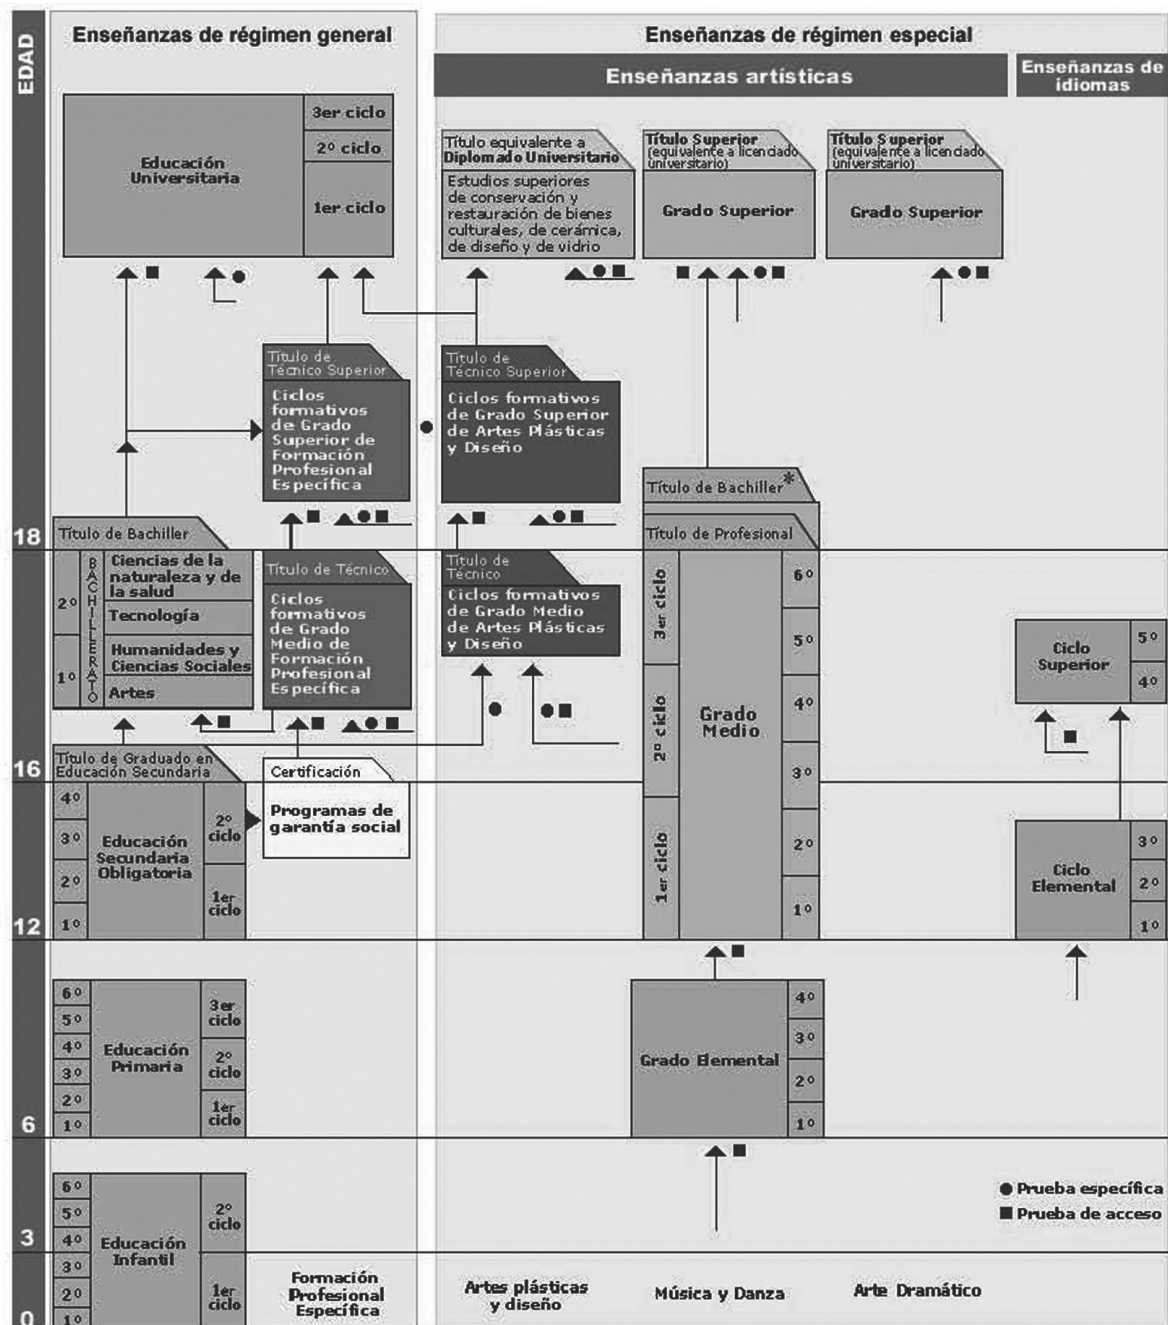 EDAD
Enseñanzas de régimen general
Enseñanzas de régimen especial
Enseñanzas artísticas
Enseñanzas de
idiomas
Educación
Universitaria
3er ciclo
2º ciclo
1er ciclo
Título equivalente a
Diplomado Universitario
Estudios superiores
de conservación y
restauración de bienes
culturales, de cerámica,
de diseño y de vidrio
Título Superior
(equivalente a licenciado
universitario)
Grado Superior
Título Superior
(equivalente a licenciado
universitario)
Grado Superior
Título de
Técnico Superior
Ciclos
formativos
de Grado
Superior de
Formación
Profesional
Específica
Título de
Técnico Superior
Ciclos formativos
de Grado Superior
de Artes Plásticas
y Diseño
Título de Bachiller*
Título de Profesional
18
Título de Bachiller
2º
1º
BACHILLERATO
Ciencias de la
naturaleza y de
la salud
Tecnología
Humanidades y
Ciencias Sociales
Artes
Título de Técnico
Ciclos
formativos
de Grado
Medio de
Formación
Profesional
Específica
Título de
Técnico
Ciclos formativos
de Grado Medio
de Artes Plásticas
y Diseño
3er ciclo
2º ciclo
1er ciclo
Grado
Medio
6º
5º
4º
3º
2º
1º
Ciclo
Superior
5º
4º
16
Título de Graduado en
Educación Secundaria
4º
3º
2º
1º
Educación
Secundaria
Obligatoria
2º
ciclo
1er
ciclo
Certificación
Programas de
garantía social
Ciclo
Elemental
3º
2º
1º
12
6º
5º
4º
3º
2º
1º
Educación
Primaria
3er
ciclo
2º
ciclo
1er
ciclo
Grado Elemental
4º
3º
2º
1º
6
6º
5º
4º
3º
2º
1º
Educación
Infantil
2º
ciclo
1er
ciclo
3
0
Prueba específica
Prueba de acceso
Formación
Profesional
Específica
Artes plásticas
y diseño
Música y Danza
Arte Dramático